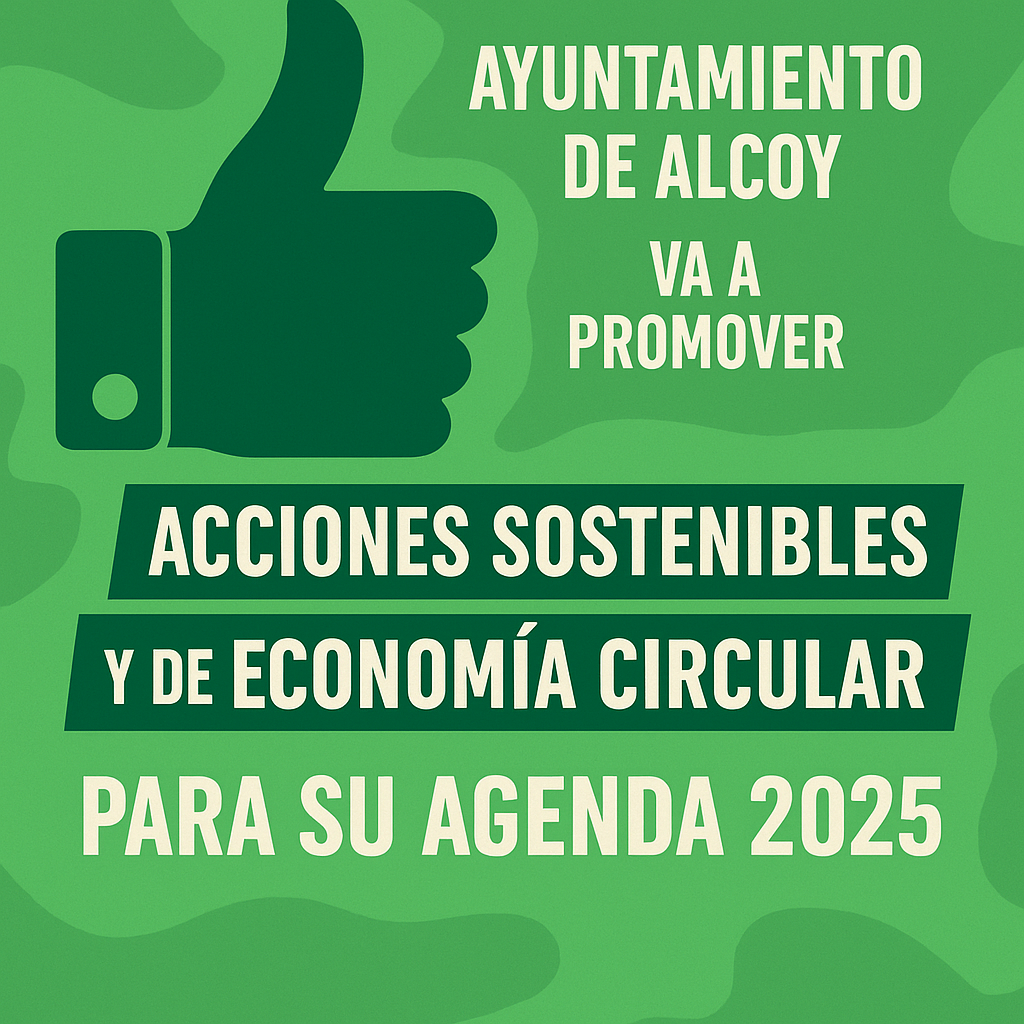 AYUNTAMIENTO
DE ALCOY
VA A
PROMOVER
ACCIONES SOSTENIBLES
Y DE ECONOMÍA CIRCULAR
PARA SU AGENDA 2025